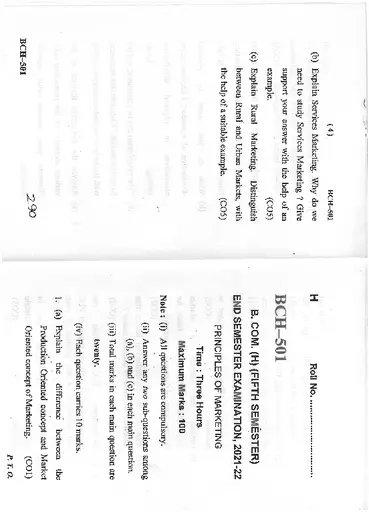 (4)
BCH–501
(b) Explain Services Marketing. Why do we
need to study Services Marketing ? Give
support your answer with the help of an
example. (CO5)
(c) Explain Rural Marketing. Distinguish
between Rural and Urban Markets, with
the help of a suitable example. (CO5)
BCH–501
290
H Roll No. ..............................
BCH–501
B. COM. (H) (FIFTH SEMESTER)
END SEMESTER EXAMINATION, 2021-22
PRINCIPLES OF MARKETING
Time : Three Hours
Maximum Marks : 100
Note : (i) All questions are compulsory.
(ii) Answer any two sub-questions among
(a), (b) and (c) in each main question.
(iii) Total marks in each main question are
twenty.
(iv) Each question carries 10 marks.
1. (a) Explain the difference between the
Production Oriented concept and Market
Oriented concept of Marketing. (CO1)
P. T. O.